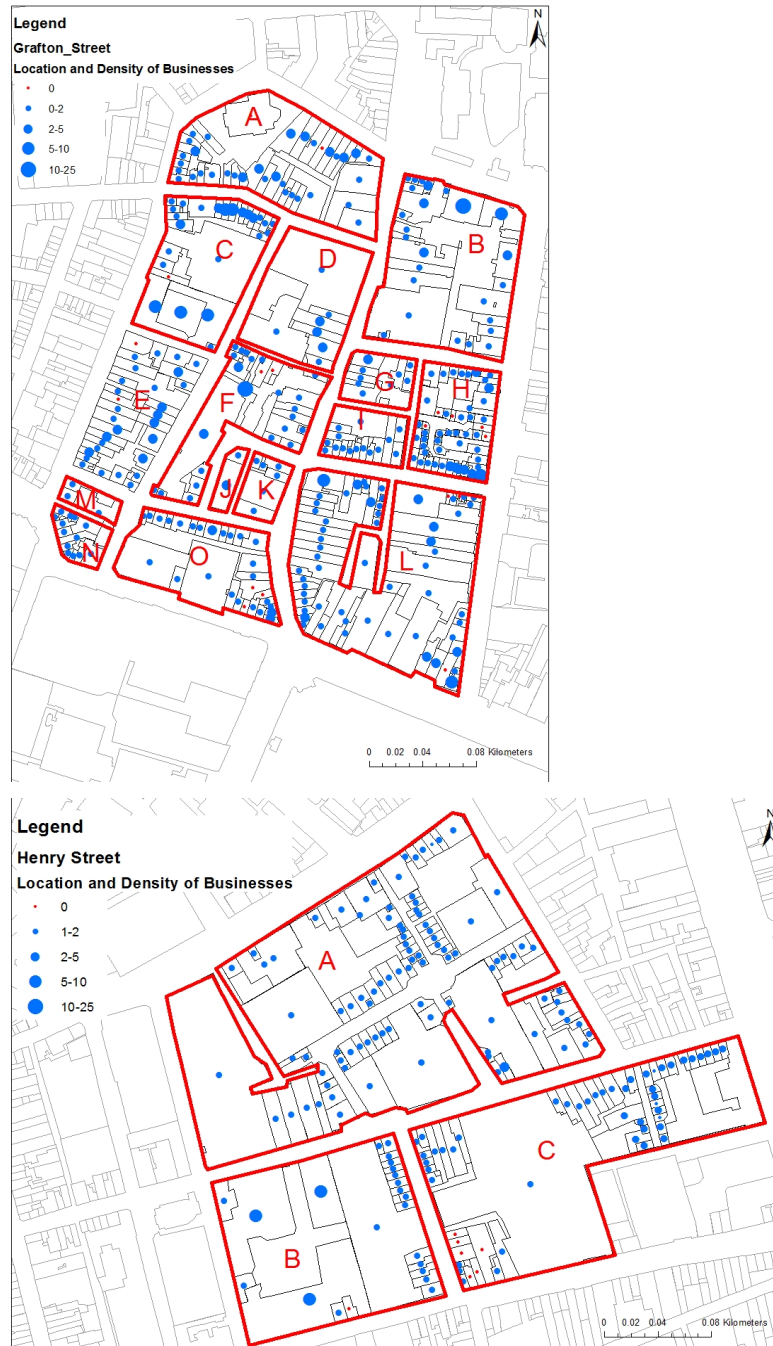 Legend
Grafton_Street
Location and Density of Businesses
0
0-2
2-5
5-10
10-25
N
A
B
C
D
E
F
G
H
I
J
K
L
M
N
O
0 0.02 0.04 0.08 Kilometers
Legend
Henry Street
Location and Density of Businesses
0
1-2
2-5
5-10
10-25
N
A
B
C
0 0.02 0.04 0.08 Kilometers